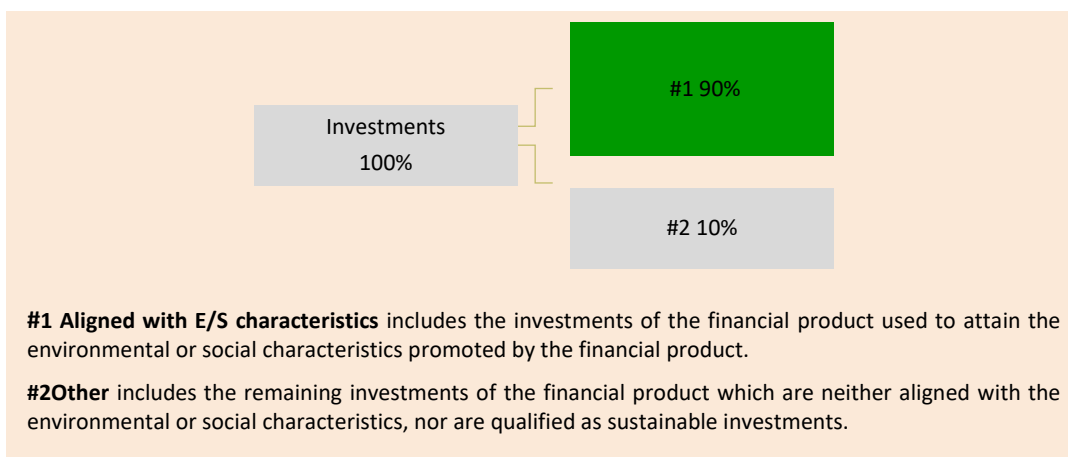 #1 90%
Investments
100%
#2 10%
#1 Aligned with E/S characteristics includes the investments of the financial product used to attain the
environmental or social characteristics promoted by the financial product.
#2Other includes the remaining investments of the financial product which are neither aligned with the
environmental or social characteristics, nor are qualified as sustainable investments.